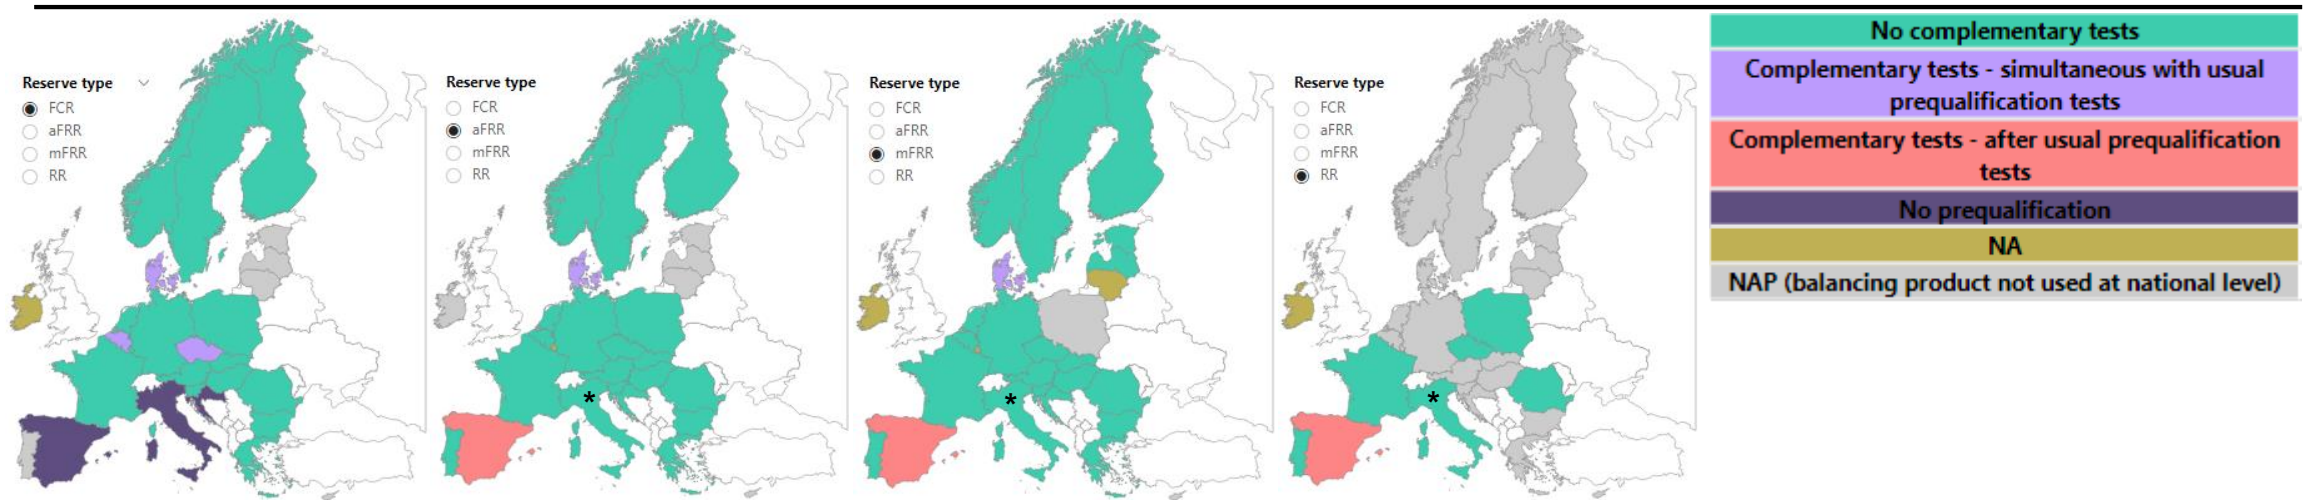 Reserve type
FCR
aFRR
mFRR
RR
Reserve type
FCR
aFRR
mFRR
RR
Reserve type
FCR
aFRR
mFRR
RR
Reserve type
FCR
aFRR
mFRR
RR
*
*
*
No complementary tests
Complementary tests - simultaneous with usual
prequalification tests
Complementary tests - after usual prequalification
tests
No prequalification
NA
NAP (balancing product not used at national level)